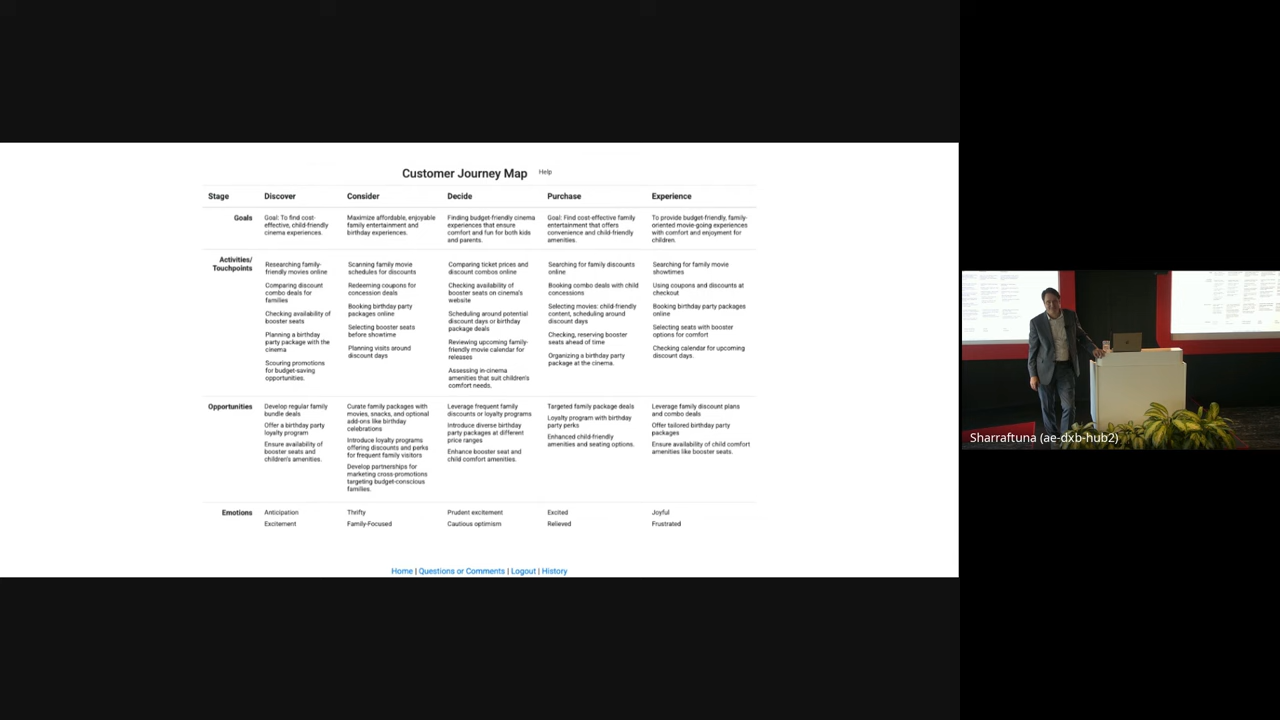 Customer Journey Map
Help
Stage
Discover
Consider
Decide
Purchase
Experience
Goals
Goal: To find cost-
effective, child-friendly
cinema experiences.
Maximize affordable, enjoyable
family entertainment and
birthday experiences.
Finding budget-friendly cinema
experiences that ensure
comfort and fun for both kids
and parents.
Goal: Find cost-effective family
entertainment that offers
convenience and child-friendly
amenities.
To provide budget-friendly, family-
oriented movie-going experiences
with comfort and enjoyment for
children.
Activities/
Touchpoints
Researching family-
friendly movies online
Comparing discount
combo deals for
families
Checking availability of
booster seats
Planning a birthday
party package with the
cinema
Scouring promotions
for budget-saving
opportunities.
Scanning family movie
schedules for discounts
Redeeming coupons for
concession deals
Booking birthday party
packages online
Selecting booster seats
before showtime
Planning visits around
discount days
Comparing ticket prices and
discount combos online
Checking availability of
booster seats on cinema's
website
Scheduling around potential
discount days or birthday
package deals
Reviewing upcoming family-
friendly movie calendar for
releases
Assessing in-cinema
amenities that suit children's
comfort needs.
Searching for family discounts
online
Booking combo deals with child
concessions
Selecting movies: child-friendly
content, scheduling around
discount days
Checking, reserving booster
seats ahead of time
Organizing a birthday party
package at the cinema.
Searching for family movie
showtimes
Using coupons and discounts at
checkout
Booking birthday party packages
online
Selecting seats with booster
options for comfort
Checking calendar for upcoming
discount days.
Opportunities
Develop regular family
bundle deals
Offer a birthday party
loyalty program
Ensure availability of
booster seats and
children's amenities.
Curate family packages with
movies, snacks, and optional
add-ons like birthday
celebrations
Introduce loyalty programs
offering discounts and perks
for frequent family visitors
Develop partnerships for
marketing cross-promotions
targeting budget-conscious
families.
Leverage frequent family
discounts or loyalty programs
Introduce diverse birthday
party packages at different
price ranges
Enhance booster seat and
child comfort amenities.
Targeted family package deals
Loyalty program with birthday
party perks
Enhanced child-friendly
amenities and seating options.
Leverage family discount plans
and combo deals
Offer tailored birthday party
packages
Ensure availability of child comfort
amenities like booster seats.
Emotions
Anticipation
Excitement
Thrifty
Family-Focused
Prudent excitement
Cautious optimism
Excited
Relieved
Joyful
Frustrated
Home | Questions or Comments | Logout | History
Sharraftuna (ae-dxb-hub2)